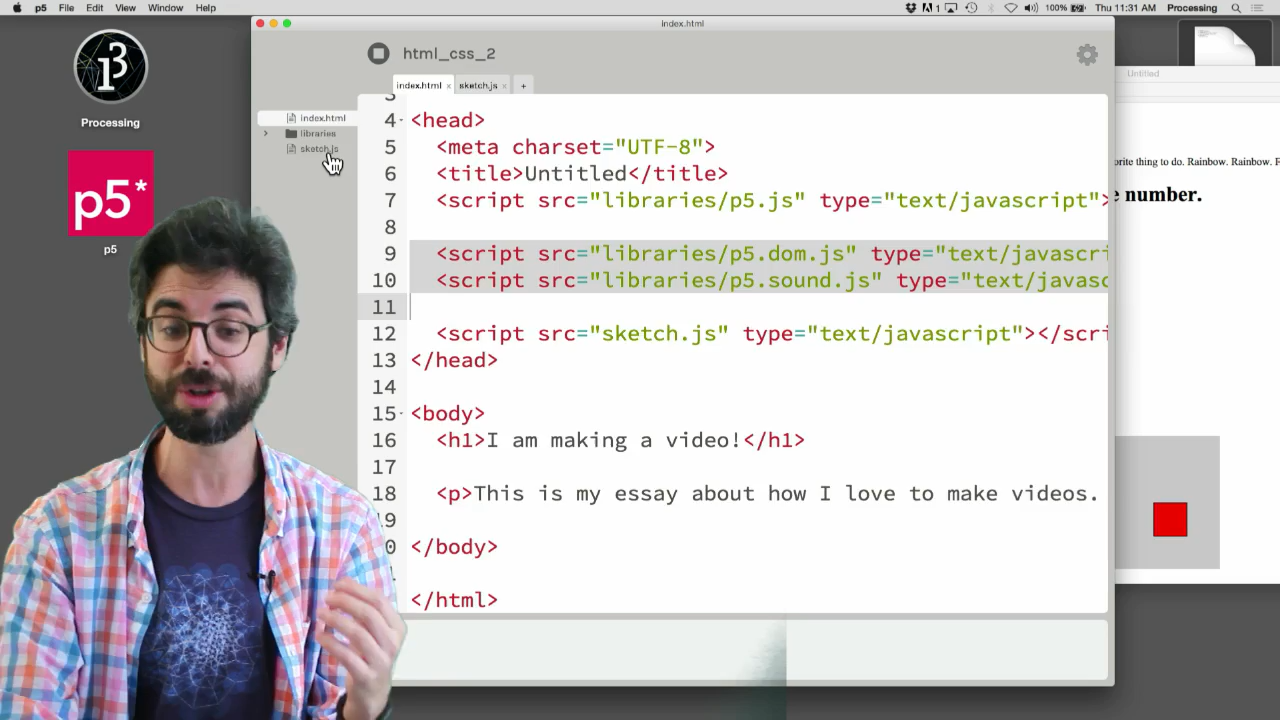 p5 File Edit View Window Help
1 100% Thu 11:31 AM Processing
index.html
html_css_2
index.html × sketch.js × +
index.html
libraries
sketch.js
Processing
p5*
p5
Untitled
3
4 <head>
5 <meta charset="UTF-8">
6 <title>Untitled</title>
7 <script src="libraries/p5.js" type="text/javascript">
8
9 <script src="libraries/p5.dom.js" type="text/javascri
10 <script src="libraries/p5.sound.js" type="text/javasc
11
12 <script src="sketch.js" type="text/javascript"></scri
13 </head>
14
15 <body>
16 <h1>I am making a video!</h1>
17
18 <p>This is my essay about how I love to make videos.
9
0 </body>
</html>
orite thing to do. Rainbow. Rainbow. F
e number.